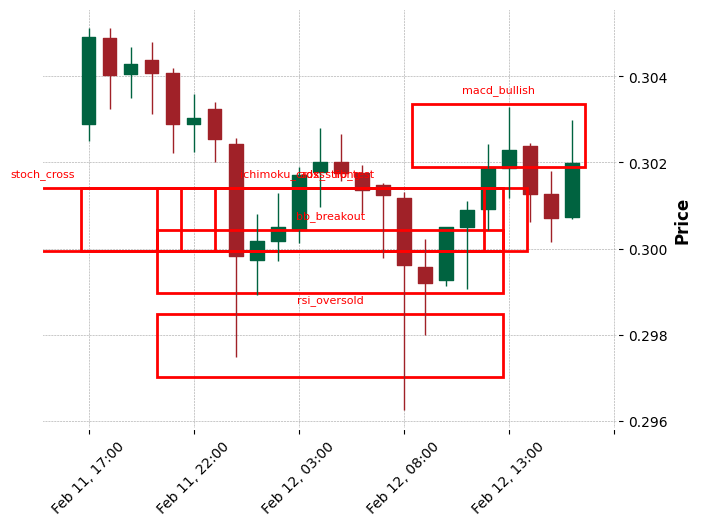 macd_bullish
stoch_cross
bb_breakout
rsi_oversold
0.304
0.302
0.300
0.298
0.296
Price
Feb 11, 17:00
Feb 11, 22:00
Feb 12, 03:00
Feb 12, 08:00
Feb 12, 13:00